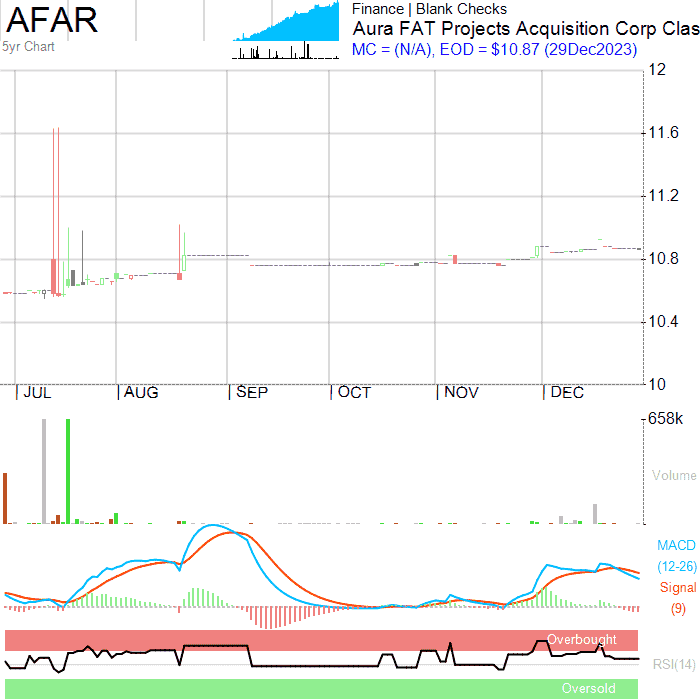 AFAR
5yr Chart
Finance | Blank Checks
Aura FAT Projects Acquisition Corp Clas
MC = (N/A), EOD = $10.87 (29Dec2023)
12
11.6
11.2
10.8
10.4
10
JUL AUG SEP OCT NOV DEC
658k
Volume
MACD
(12-26)
Signal
(9)
Overbought
RSI(14)
Oversold